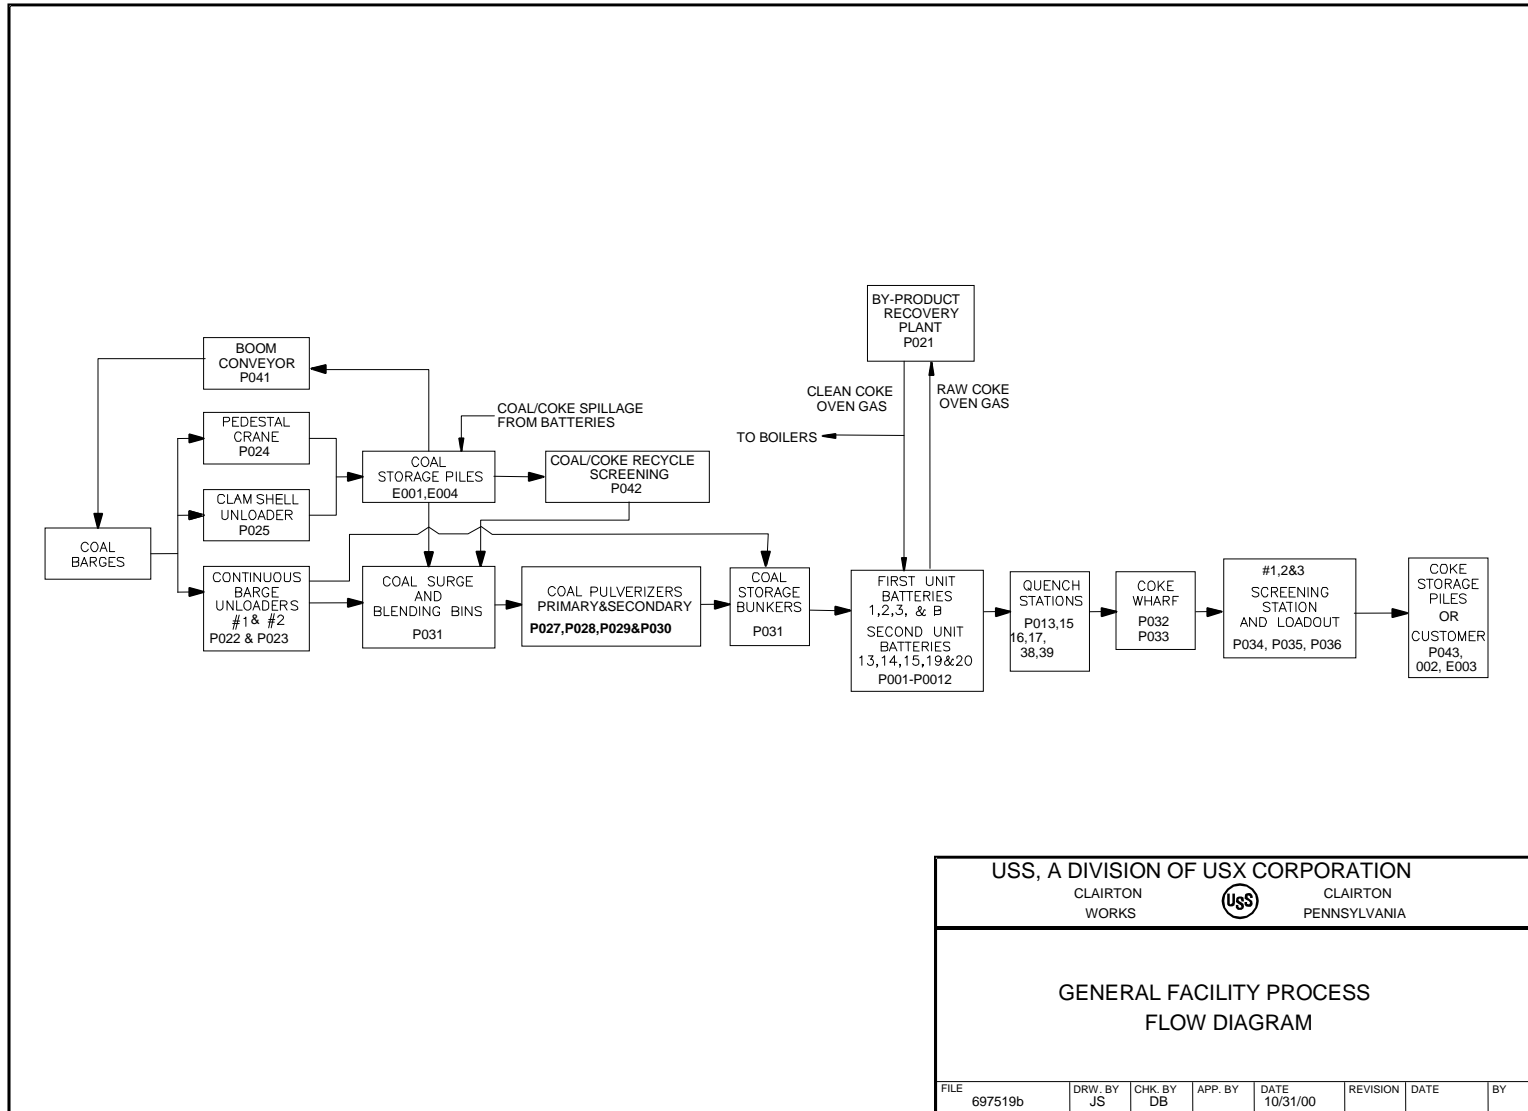 BY-PRODUCT
RECOVERY
PLANT
P021
BOOM
CONVEYOR
P041
CLEAN COKE
OVEN GAS
RAW COKE
OVEN GAS
COAL/COKE SPILLAGE
FROM BATTERIES
TO BOILERS
PEDESTAL
CRANE
P024
COAL
STORAGE PILES
E001,E004
COAL/COKE RECYCLE
SCREENING
P042
CLAM SHELL
UNLOADER
P025
COAL
BARGES
CONTINUOUS
BARGE
UNLOADERS
#1 & #2
P022 & P023
COAL SURGE
AND
BLENDING BINS
P031
COAL PULVERIZERS
PRIMARY&SECONDARY
P027,P028,P029&P030
COAL
STORAGE
BUNKERS
P031
FIRST UNIT
BATTERIES
1,2,3, & B
SECOND UNIT
BATTERIES
13,14,15,19&20
P001-P0012
QUENCH
STATIONS
P013,15
16,17,
38,39
COKE
WHARF
P032
P033
#1,2&3
SCREENING
STATION
AND LOADOUT
P034, P035, P036
COKE
STORAGE
PILES
OR
CUSTOMER
P043,
002, E003
USS, A DIVISION OF USX CORPORATION
CLAIRTON
WORKS
USS
CLAIRTON
PENNSYLVANIA
GENERAL FACILITY PROCESS
FLOW DIAGRAM
FILE
697519b
DRW. BY
JS
CHK. BY
DB
APP. BY
DATE
10/31/00
REVISION
DATE
BY